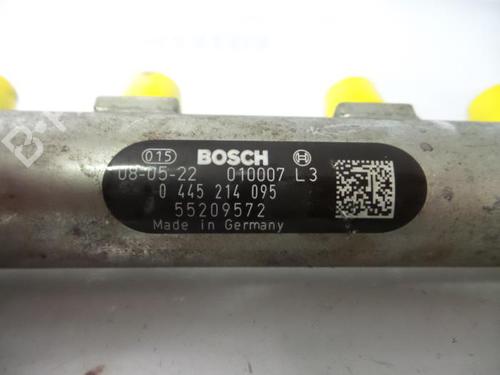 015 BOSCH
08-05-22 010007 L3
0 445 214 095
55209572
Made in Germany